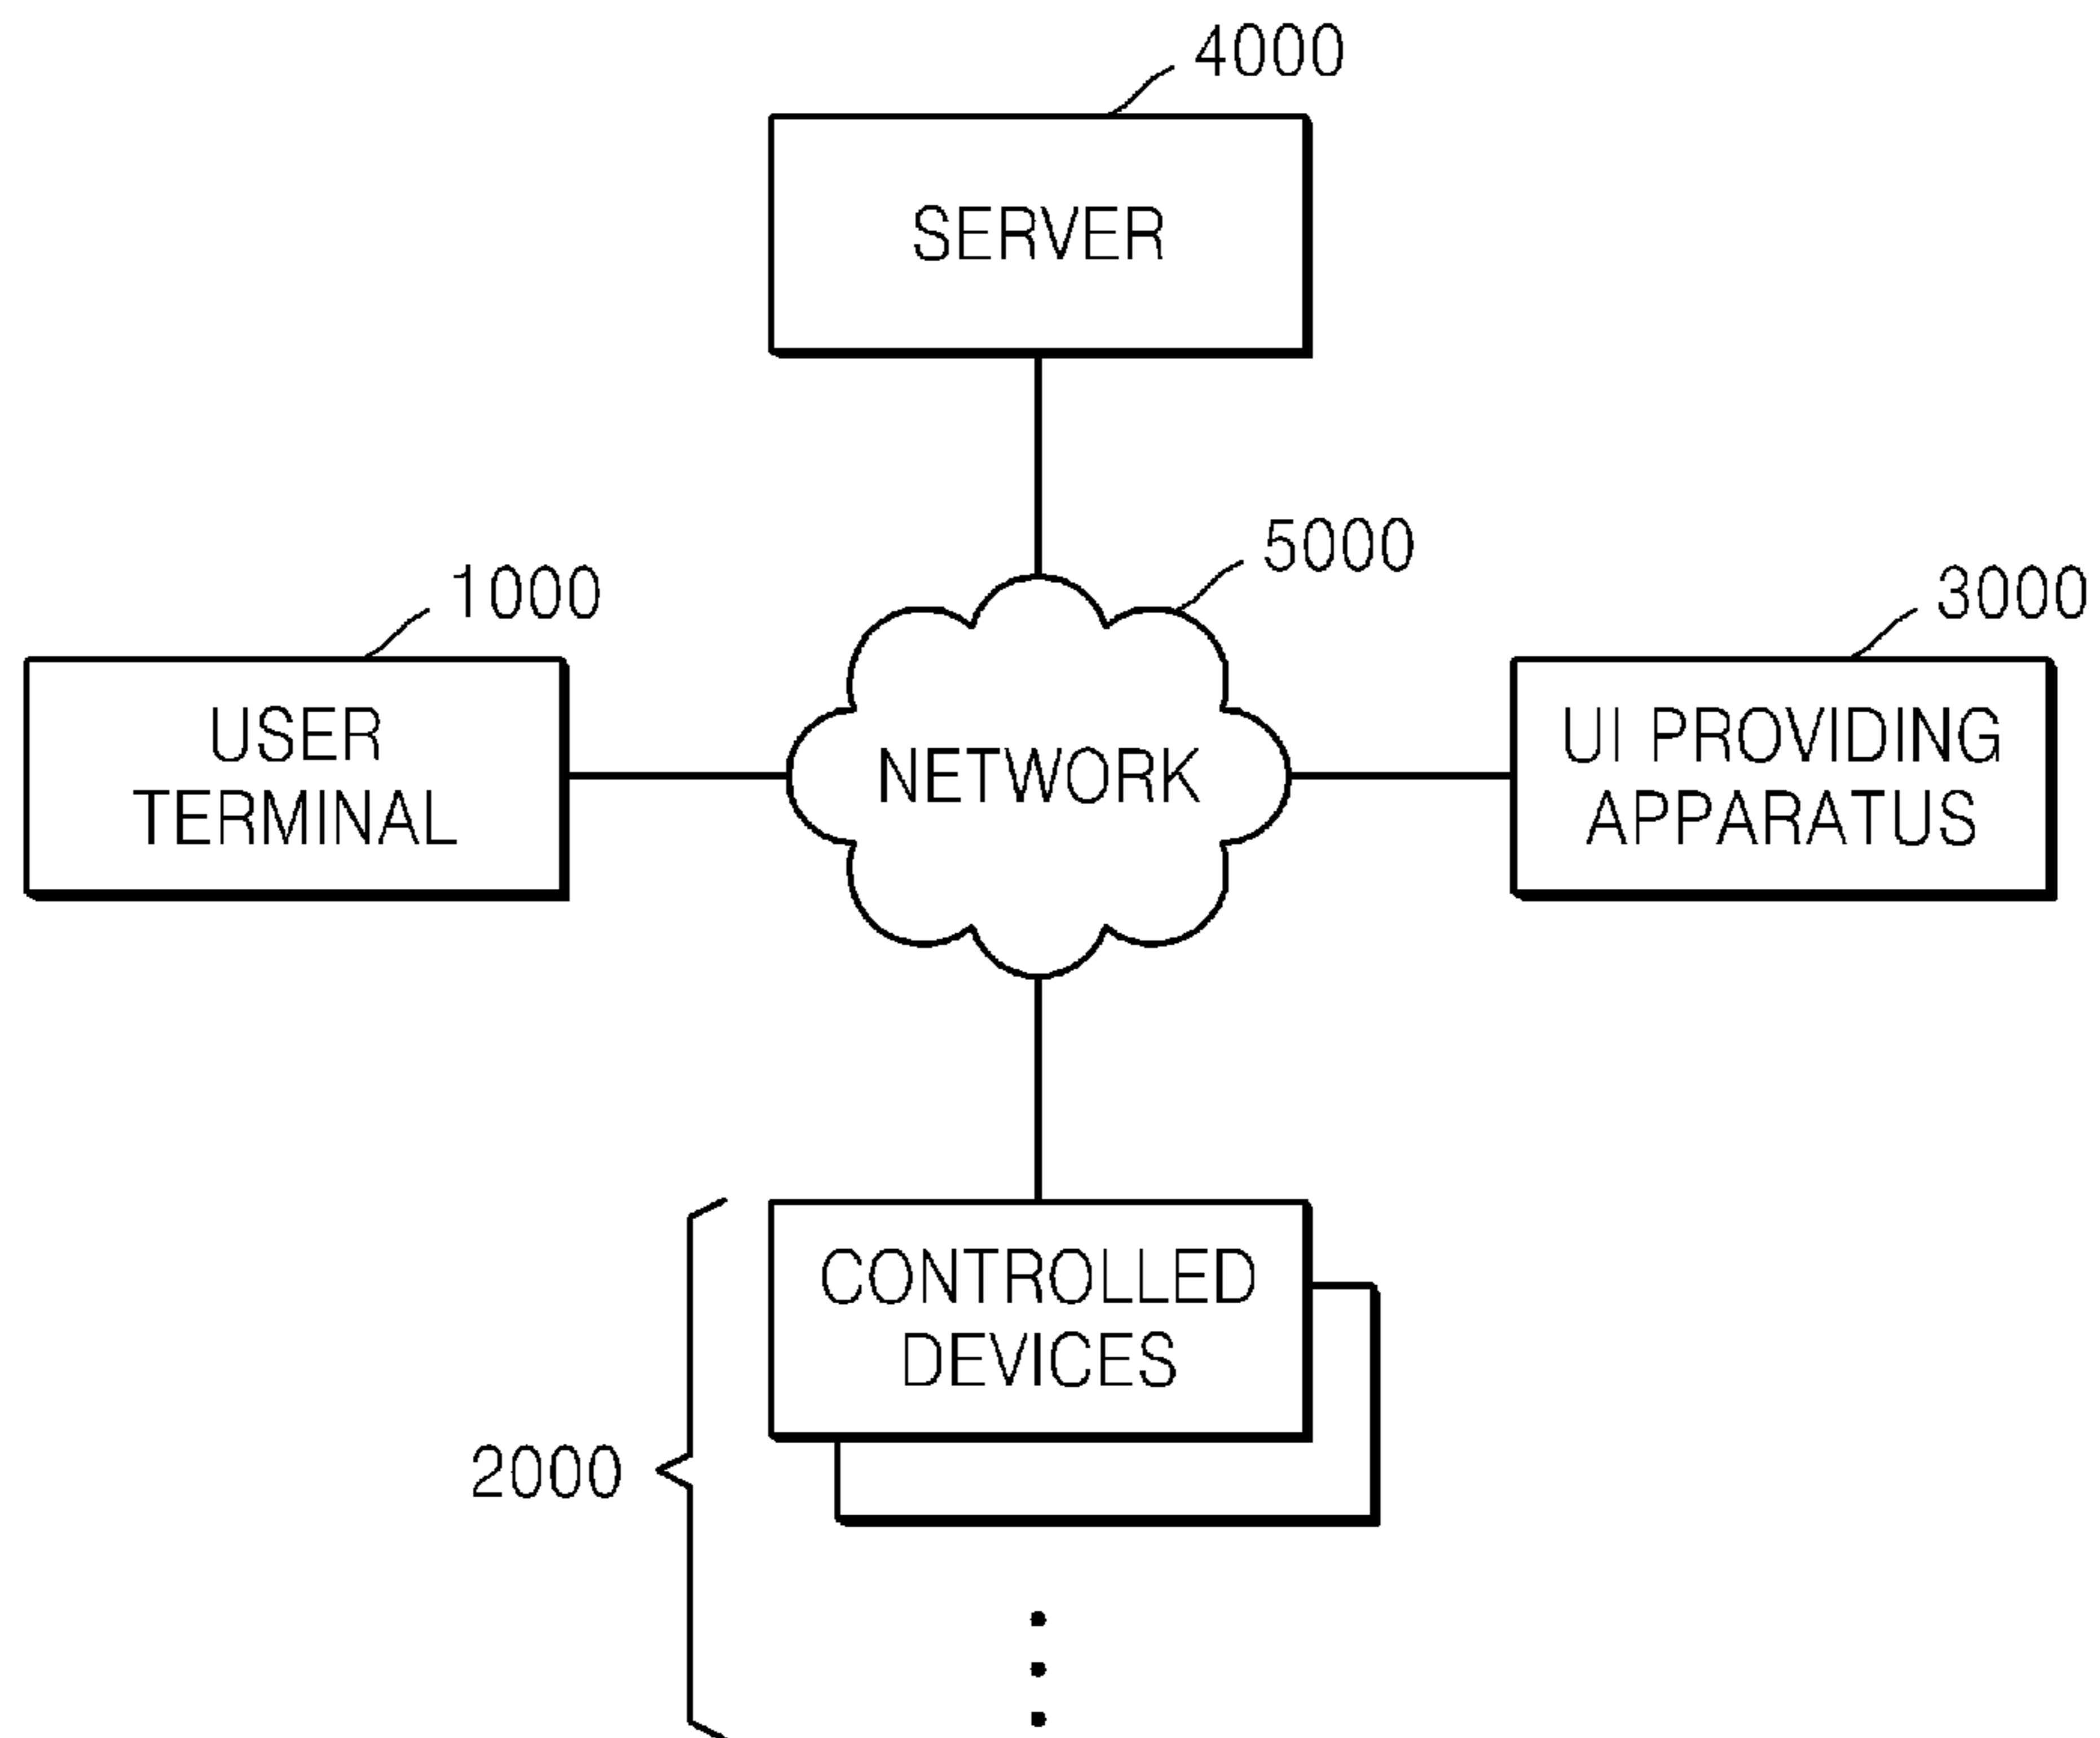 4000
SERVER
5000
1000
3000
USER
TERMINAL
NETWORK
UI PROVIDING
APPARATUS
CONTROLLED
DEVICES
2000